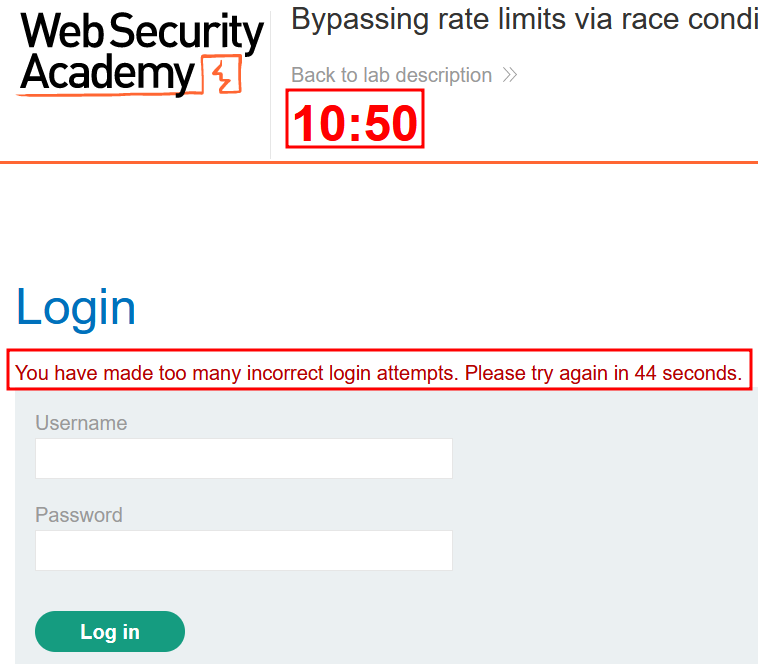 Web Security
Academy
Bypassing rate limits via race condi
Back to lab description
10:50
Login
You have made too many incorrect login attempts. Please try again in 44 seconds.
Username
Password
Log in